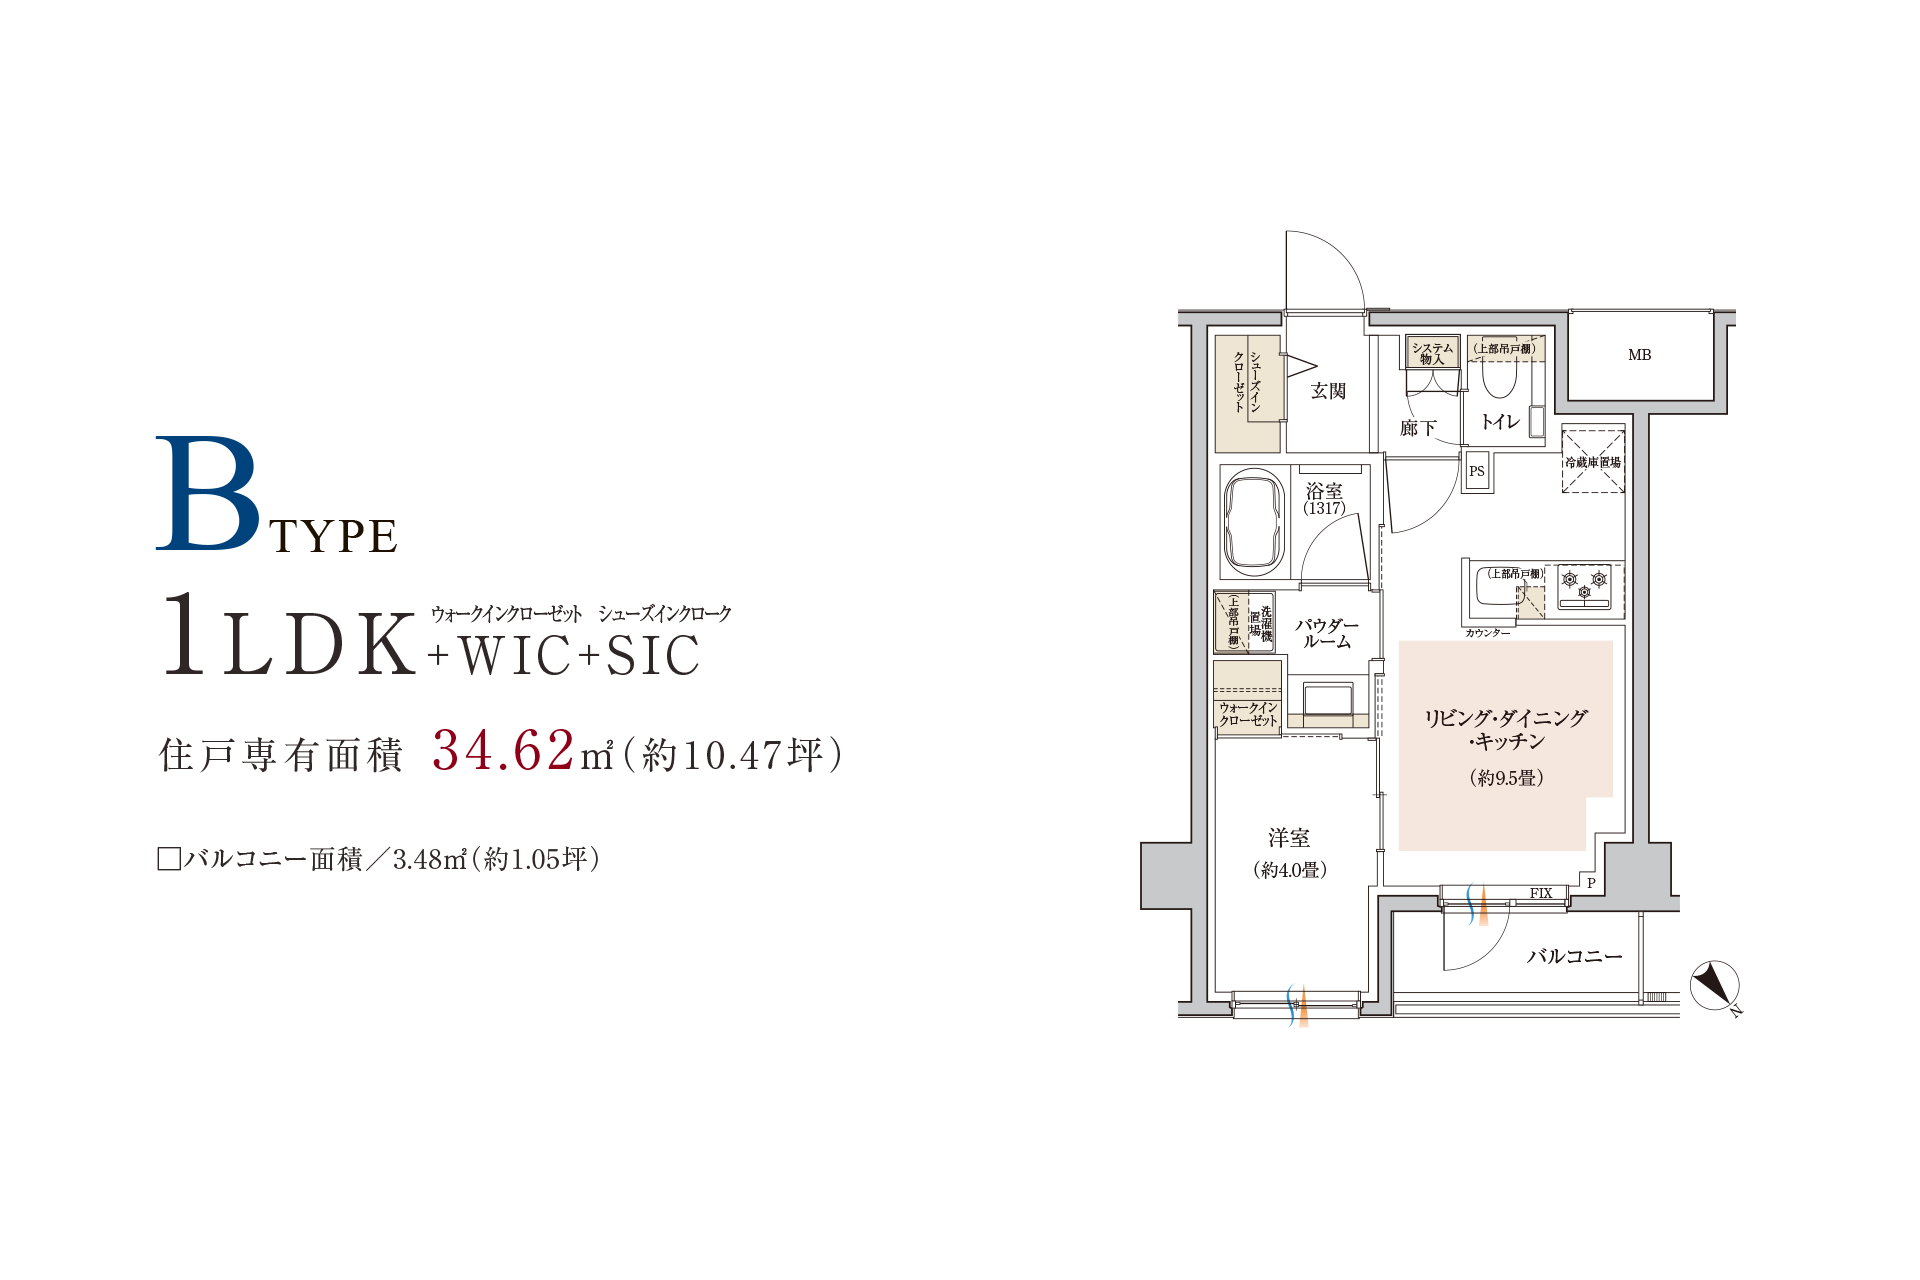 B TYPE
ウォークインクローゼット シューズインクローク
1LDK+WIC+SIC
住戸専有面積 34.62㎡(約10.47坪)
□バルコニー面積／3.48㎡(約1.05坪)
シューズイン
クローゼット
玄関
システム
物入
(上部吊戸棚)
トイレ
廊下
MB
PS
冷蔵庫置場
浴室
(1317)
(上部吊戸棚)
カウンター
洗濯機
置場
(上部吊戸棚)
パウダー
ルーム
ウォークイン
クローゼット
リビング・ダイニング
・キッチン
(約9.5畳)
洋室
(約4.0畳)
FIX
P
バルコニー
N